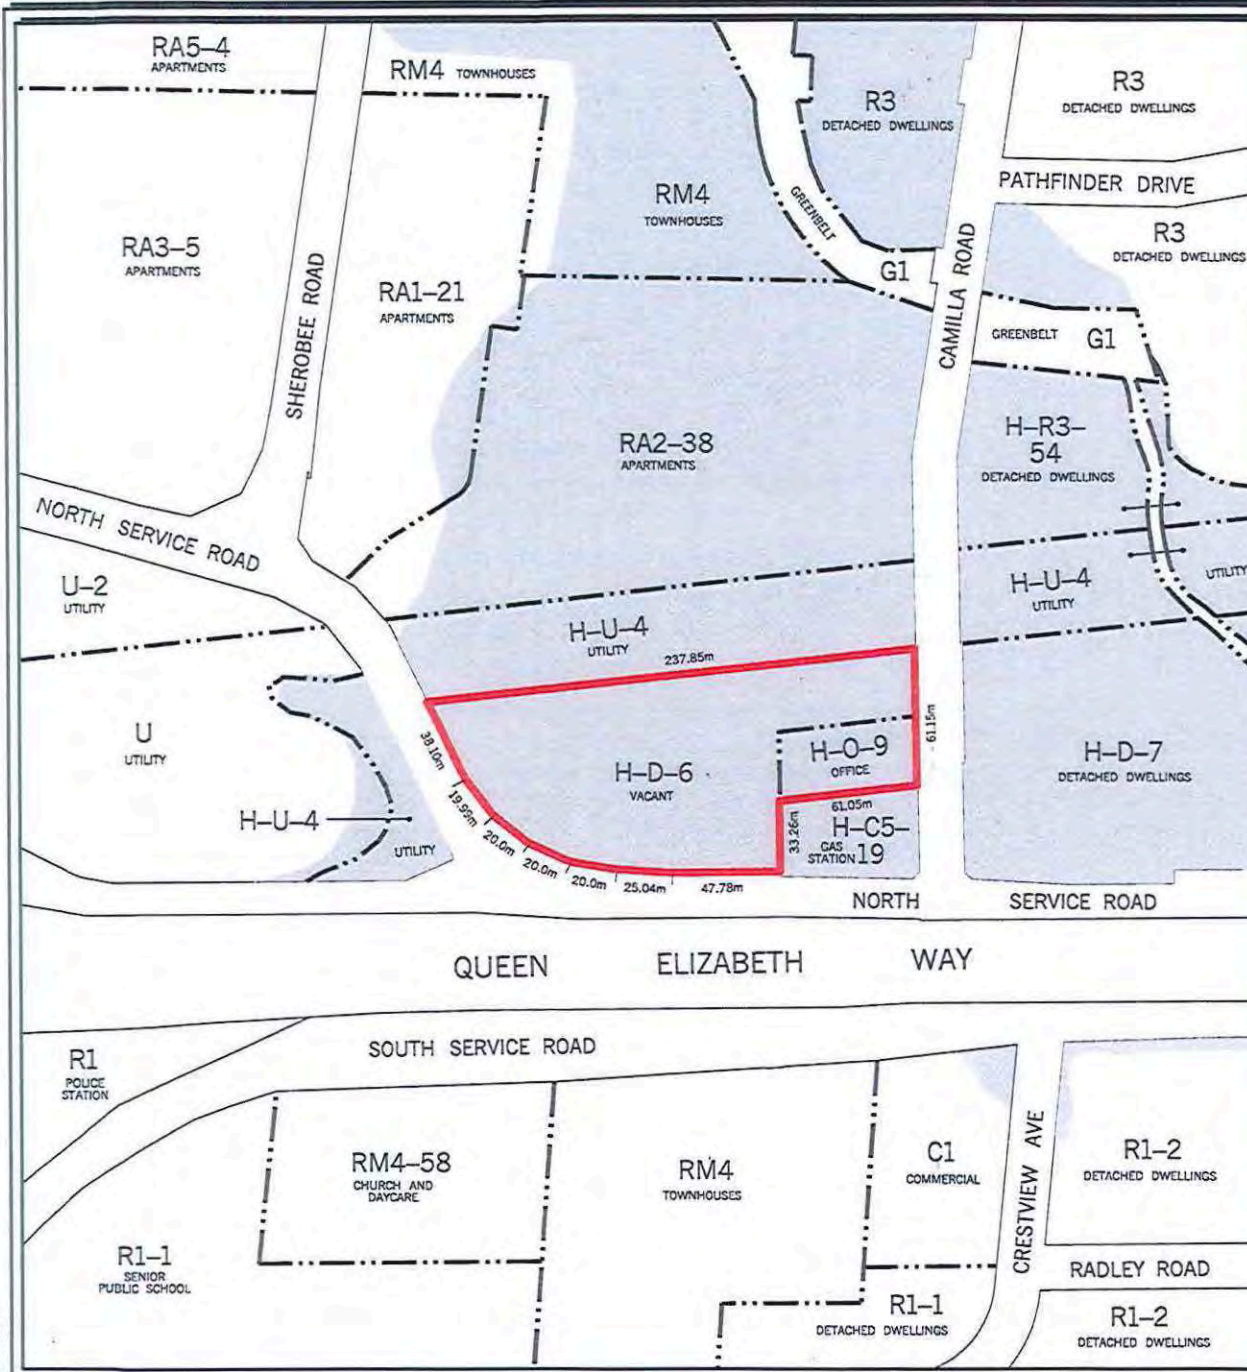 RA5-4
APARTMENTS
RM4 TOWNHOUSES
R3
DETACHED DWELLINGS
R3
DETACHED DWELLINGS
PATHFINDER DRIVE
RM4
TOWNHOUSES
GREENBELT
G1
R3
DETACHED DWELLINGS
RA3-5
APARTMENTS
SHEROBEE ROAD
RA1-21
APARTMENTS
CAMILLA ROAD
GREENBELT G1
RA2-38
APARTMENTS
H-R3-
54
DETACHED DWELLINGS
NORTH SERVICE ROAD
U-2
UTILITY
H-U-4
UTILITY
H-U-4
UTILITY
UTILITY
237.85m
U
UTILITY
38.10m
H-D-6
VACANT
H-O-9
OFFICE
61.15m
H-D-7
DETACHED DWELLINGS
H-U-4
UTILITY
19.99m
20.0m
20.0m
20.0m
25.04m
47.78m
33.26m
61.05m
H-C5-
GAS
STATION 19
NORTH SERVICE ROAD
QUEEN ELIZABETH WAY
SOUTH SERVICE ROAD
R1
POLICE
STATION
RM4-58
CHURCH AND
DAYCARE
RM4
TOWNHOUSES
C1
COMMERCIAL
CRESTVIEW AVE
R1-2
DETACHED DWELLINGS
R1-1
SENIOR
PUBLIC SCHOOL
RADLEY ROAD
R1-1
DETACHED DWELLINGS
R1-2
DETACHED DWELLINGS